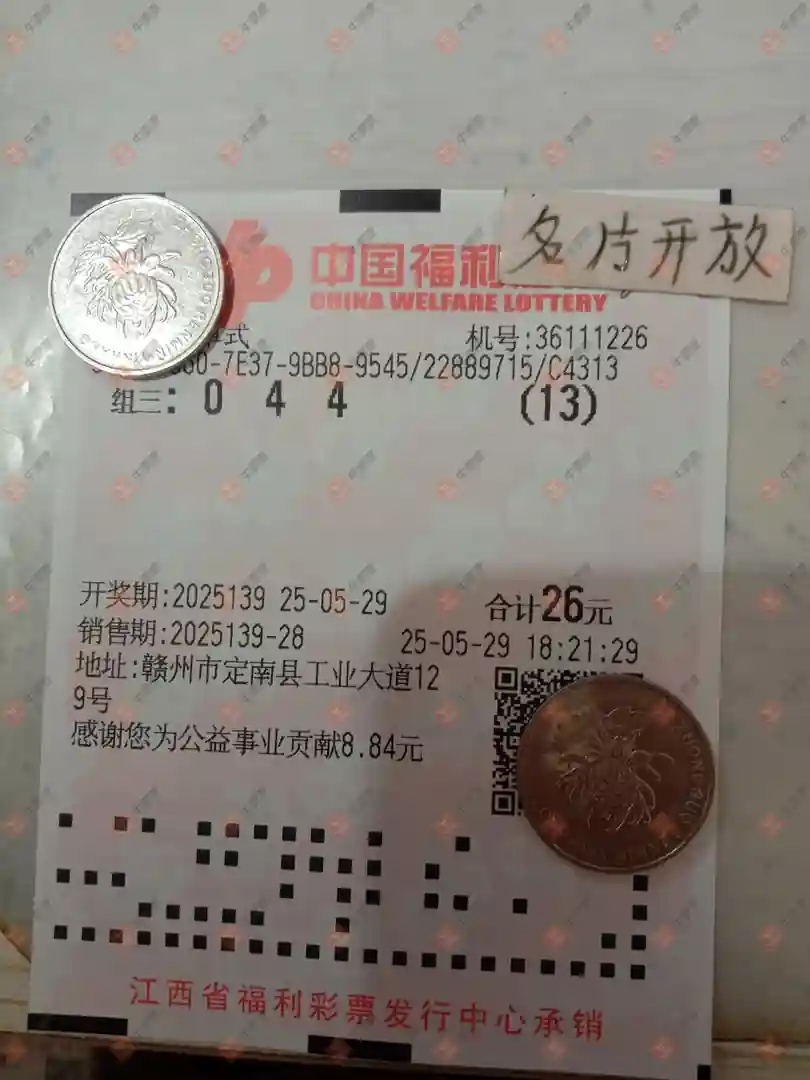 中国福利
名片开放
CHINA WELFARE LOTTERY
式 机号:36111226
0-7E37-9BB8-9545/22889715/C4313
组三: 0 4 4 (13)
开奖期:2025139 25-05-29 合计26元
销售期:2025139-28 25-05-29 18:21:29
地址:赣州市定南县工业大道12
9号
感谢您为公益事业贡献8.84元
江西省福利彩票发行中心承销